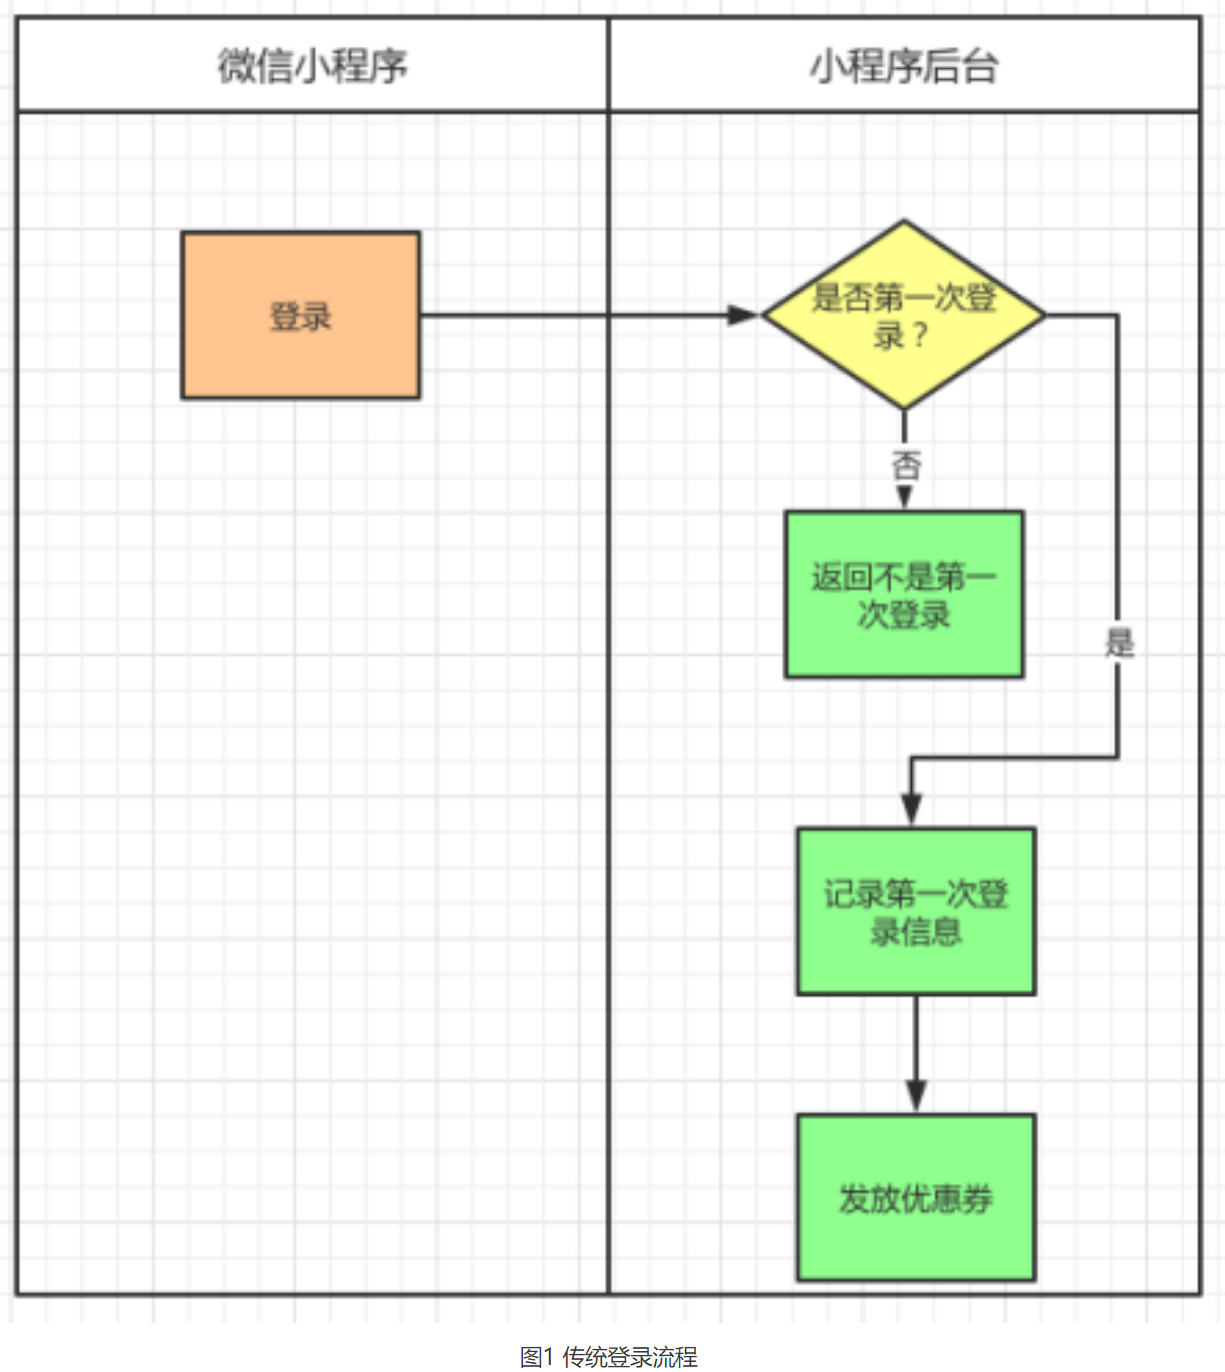 微信小程序
小程序后台
登录
是否第一次登
录？
否
返回不是第一
次登录
是
记录第一次登
录信息
发放优惠券
图1 传统登录流程